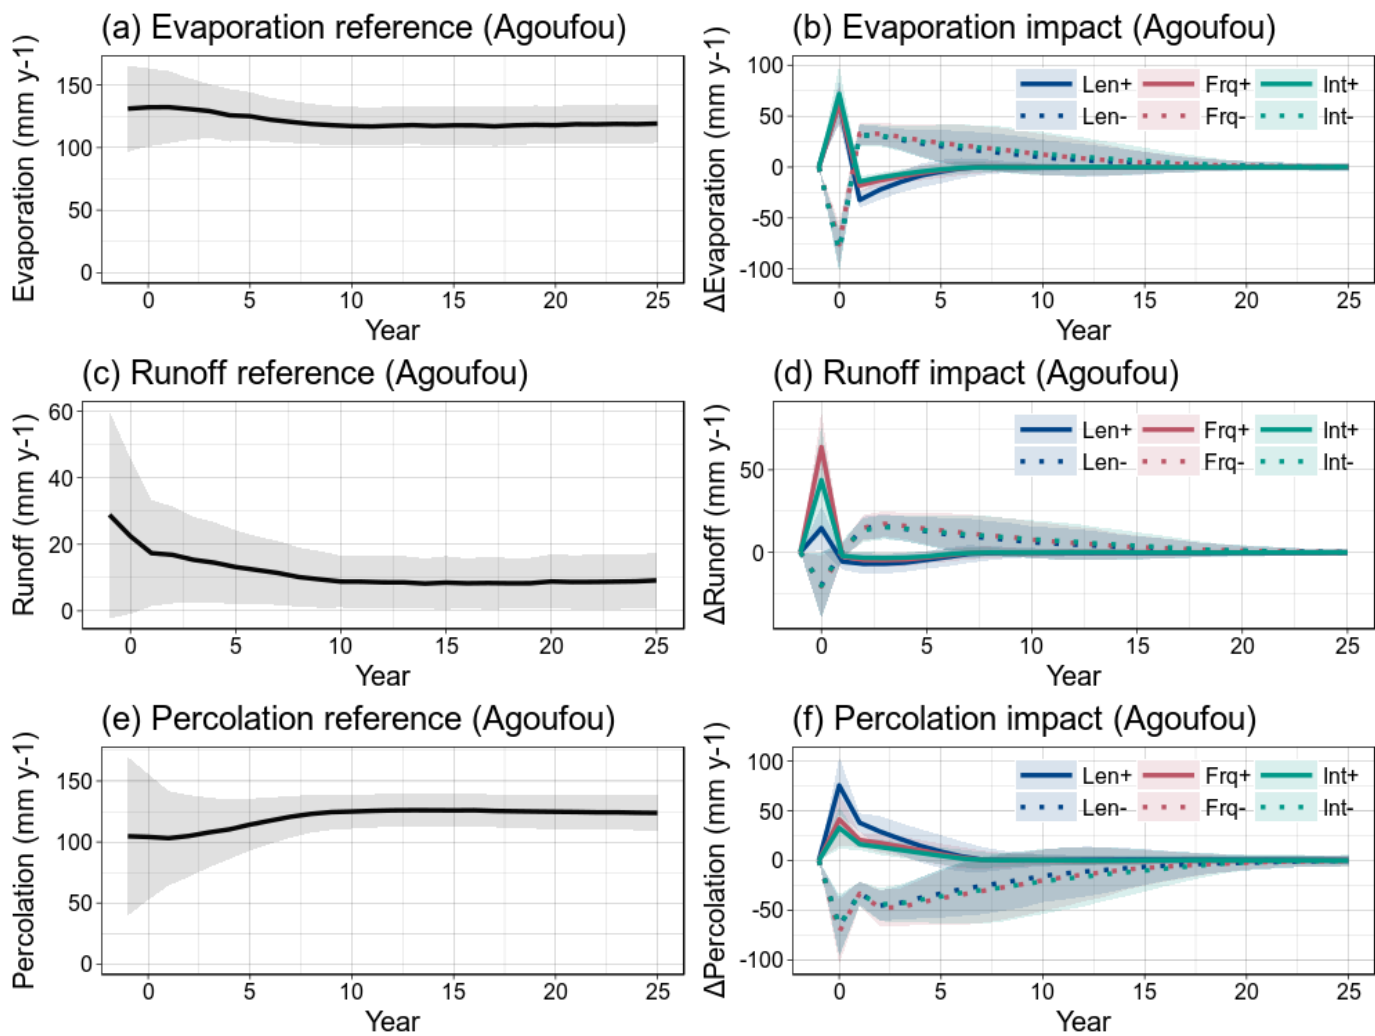 (a) Evaporation reference (Agoufou)
Evaporation (mm y-1)
150
100
50
0
0 5 10 15 20 25
Year
(b) Evaporation impact (Agoufou)
ΔEvaporation (mm y-1)
100
50
0
-50
-100
Len+ Frq+ Int+
Len- Frq- Int-
0 5 10 15 20 25
Year
(c) Runoff reference (Agoufou)
Runoff (mm y-1)
60
40
20
0
0 5 10 15 20 25
Year
(d) Runoff impact (Agoufou)
ΔRunoff (mm y-1)
50
0
Len+ Frq+ Int+
Len- Frq- Int-
0 5 10 15 20 25
Year
(e) Percolation reference (Agoufou)
Percolation (mm y-1)
150
100
50
0
0 5 10 15 20 25
Year
(f) Percolation impact (Agoufou)
ΔPercolation (mm y-1)
100
50
0
-50
-100
Len+ Frq+ Int+
Len- Frq- Int-
0 5 10 15 20 25
Year